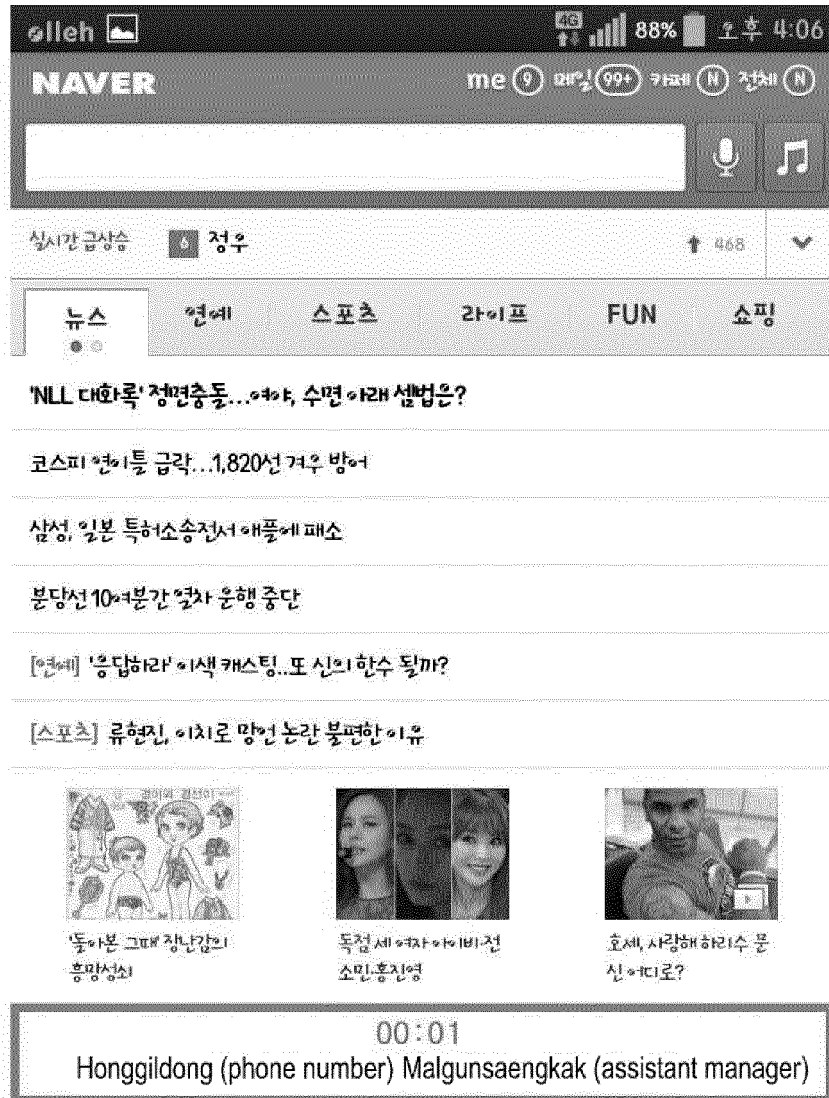 olleh 4G 88% 오후 4:06
NAVER me 9 메일 99+ 카페 N 전체 N
실시간 급상승 6 정우 468
뉴스 연예 스포츠 라이프 FUN 쇼핑
'NLL 대화록' 정면충돌…여야, 수면 아래 셈법은?
코스피 연이틀 급락…1,820선 겨우 방어
삼성, 일본 특허소송전서 애플에 패소
분당선 10여분간 열차 운행 중단
[연예] '응답하라' 이색 캐스팅..또 신의 한수 될까?
[스포츠] 류현진, 이치로 망언 논란 불편한 이유
'돌아본 그때' 장난감의
흥망성쇠
독점 세 여자 아이비·전
소민·홍진영
호세, 사랑해 하리수 문
신 어디로?
00:01
Honggildong (phone number) Malgunsaengkak (assistant manager)